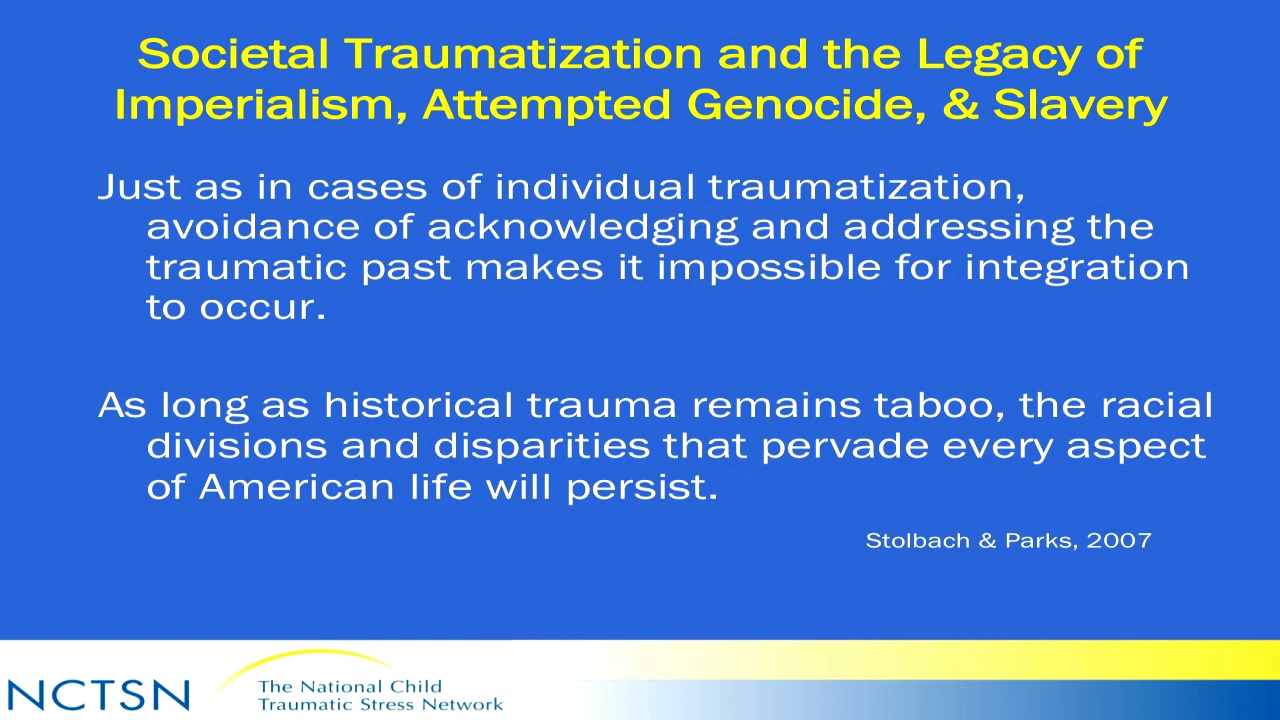 Societal Traumatization and the Legacy of
Imperialism, Attempted Genocide, & Slavery
Just as in cases of individual traumatization,
avoidance of acknowledging and addressing the
traumatic past makes it impossible for integration
to occur.
As long as historical trauma remains taboo, the racial
divisions and disparities that pervade every aspect
of American life will persist.
Stolbach & Parks, 2007
NCTSN
The National Child
Traumatic Stress Network